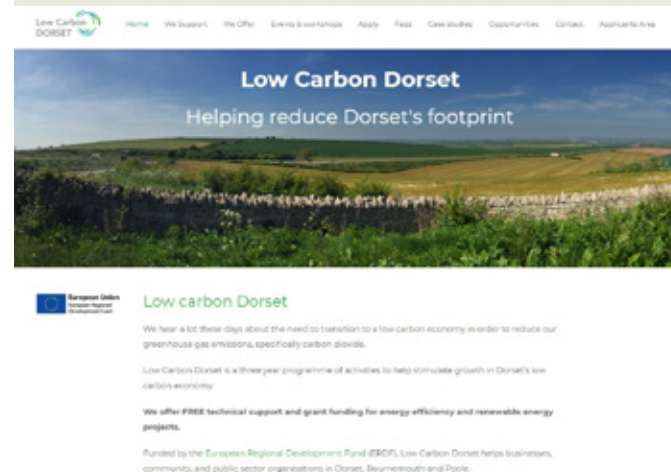 Low Carbon
DORSET
Home We Support We Offer Events & workshops Apply Faqs Case studies Opportunities Contact Applicants Area
Low Carbon Dorset
Helping reduce Dorset's footprint
European Union
European Regional
Development Fund
Low carbon Dorset
We hear a lot these days about the need to transition to a low carbon economy in order to reduce our
greenhouse gas emissions, specifically carbon dioxide.
Low Carbon Dorset is a three year programme of activities to help stimulate growth in Dorset's low
carbon economy
We offer FREE technical support and grant funding for energy efficiency and renewable energy
projects.
Funded by the European Regional Development Fund (ERDF), Low Carbon Dorset helps businesses,
community, and public sector organisations in Dorset, Bournemouth and Poole.